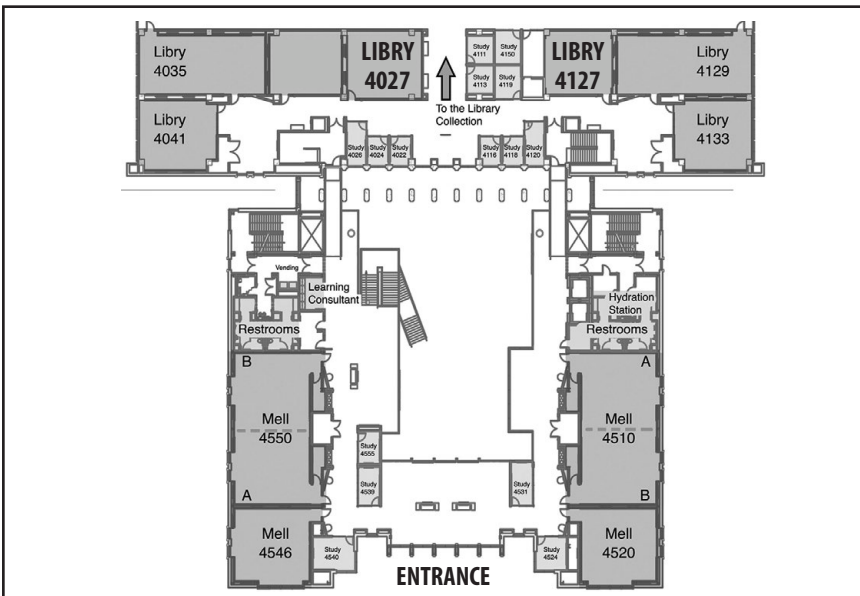 Libry
4035
LIBRY
4027
Study
4111
Study
4150
Study
4113
Study
4119
LIBRY
4127
Libry
4129
To the Library
Collection
Libry
4041
Study
4026
Study
4024
Study
4022
Study
4116
Study
4118
Study
4120
Libry
4133
Vending
Learning
Consultant
Restrooms
Hydration
Station
Restrooms
B
Mell
4550
A
A
Mell
4510
B
Study
4555
Study
4539
Study
4531
Mell
4546
Study
4540
ENTRANCE
Study
4524
Mell
4520